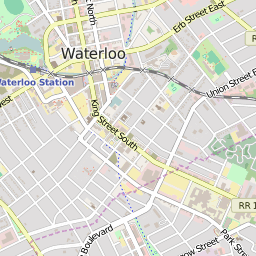 e North
Erb Street East
Waterloo
Waterloo Station
Union Street E
west
King Street South
RR 1
Boulevard
Park Street
ow Street